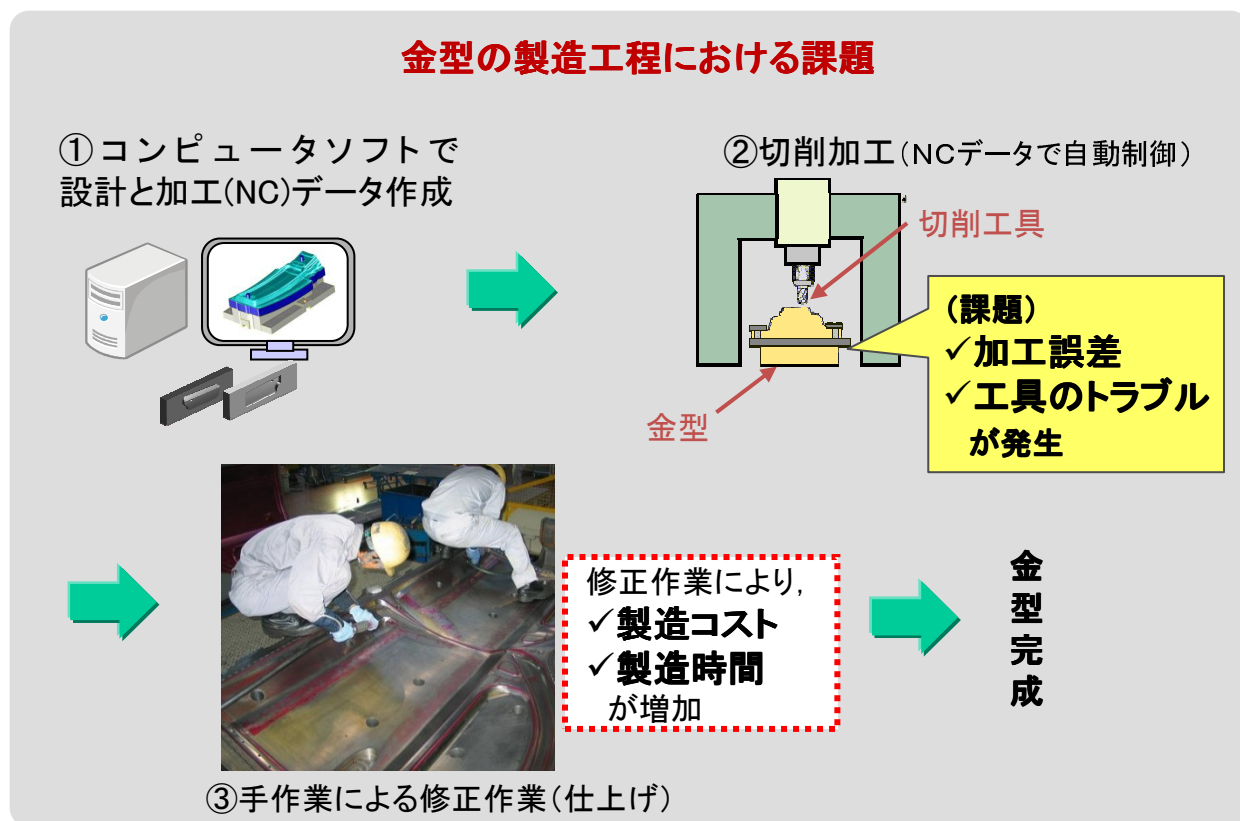 金型の製造工程における課題
①コンピュータソフトで
設計と加工(NC)データ作成
②切削加工(NCデータで自動制御)
切削工具
金型
(課題)
✓加工誤差
✓工具のトラブル
が発生
修正作業により,
✓製造コスト
✓製造時間
が増加
金型完成
③手作業による修正作業(仕上げ)